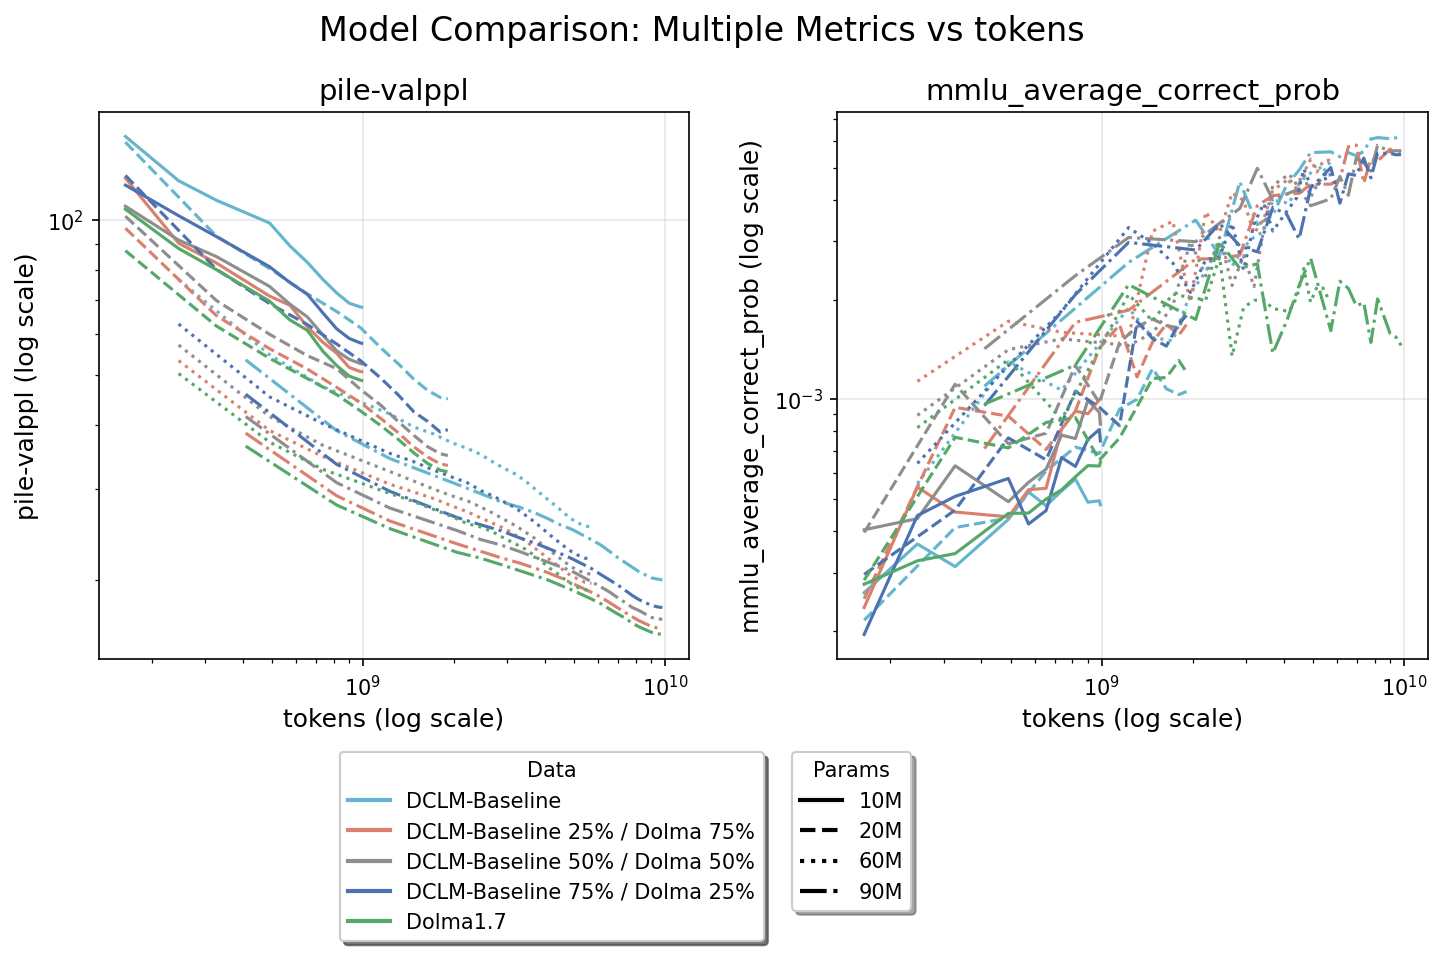 Model Comparison: Multiple Metrics vs tokens
pile-valppl
pile-valppl (log scale)
10²
10⁹
10¹⁰
tokens (log scale)
mmlu_average_correct_prob
mmlu_average_correct_prob (log scale)
10⁻³
10⁹
10¹⁰
tokens (log scale)
Data
DCLM-Baseline
DCLM-Baseline 25% / Dolma 75%
DCLM-Baseline 50% / Dolma 50%
DCLM-Baseline 75% / Dolma 25%
Dolma1.7
Params
10M
20M
60M
90M